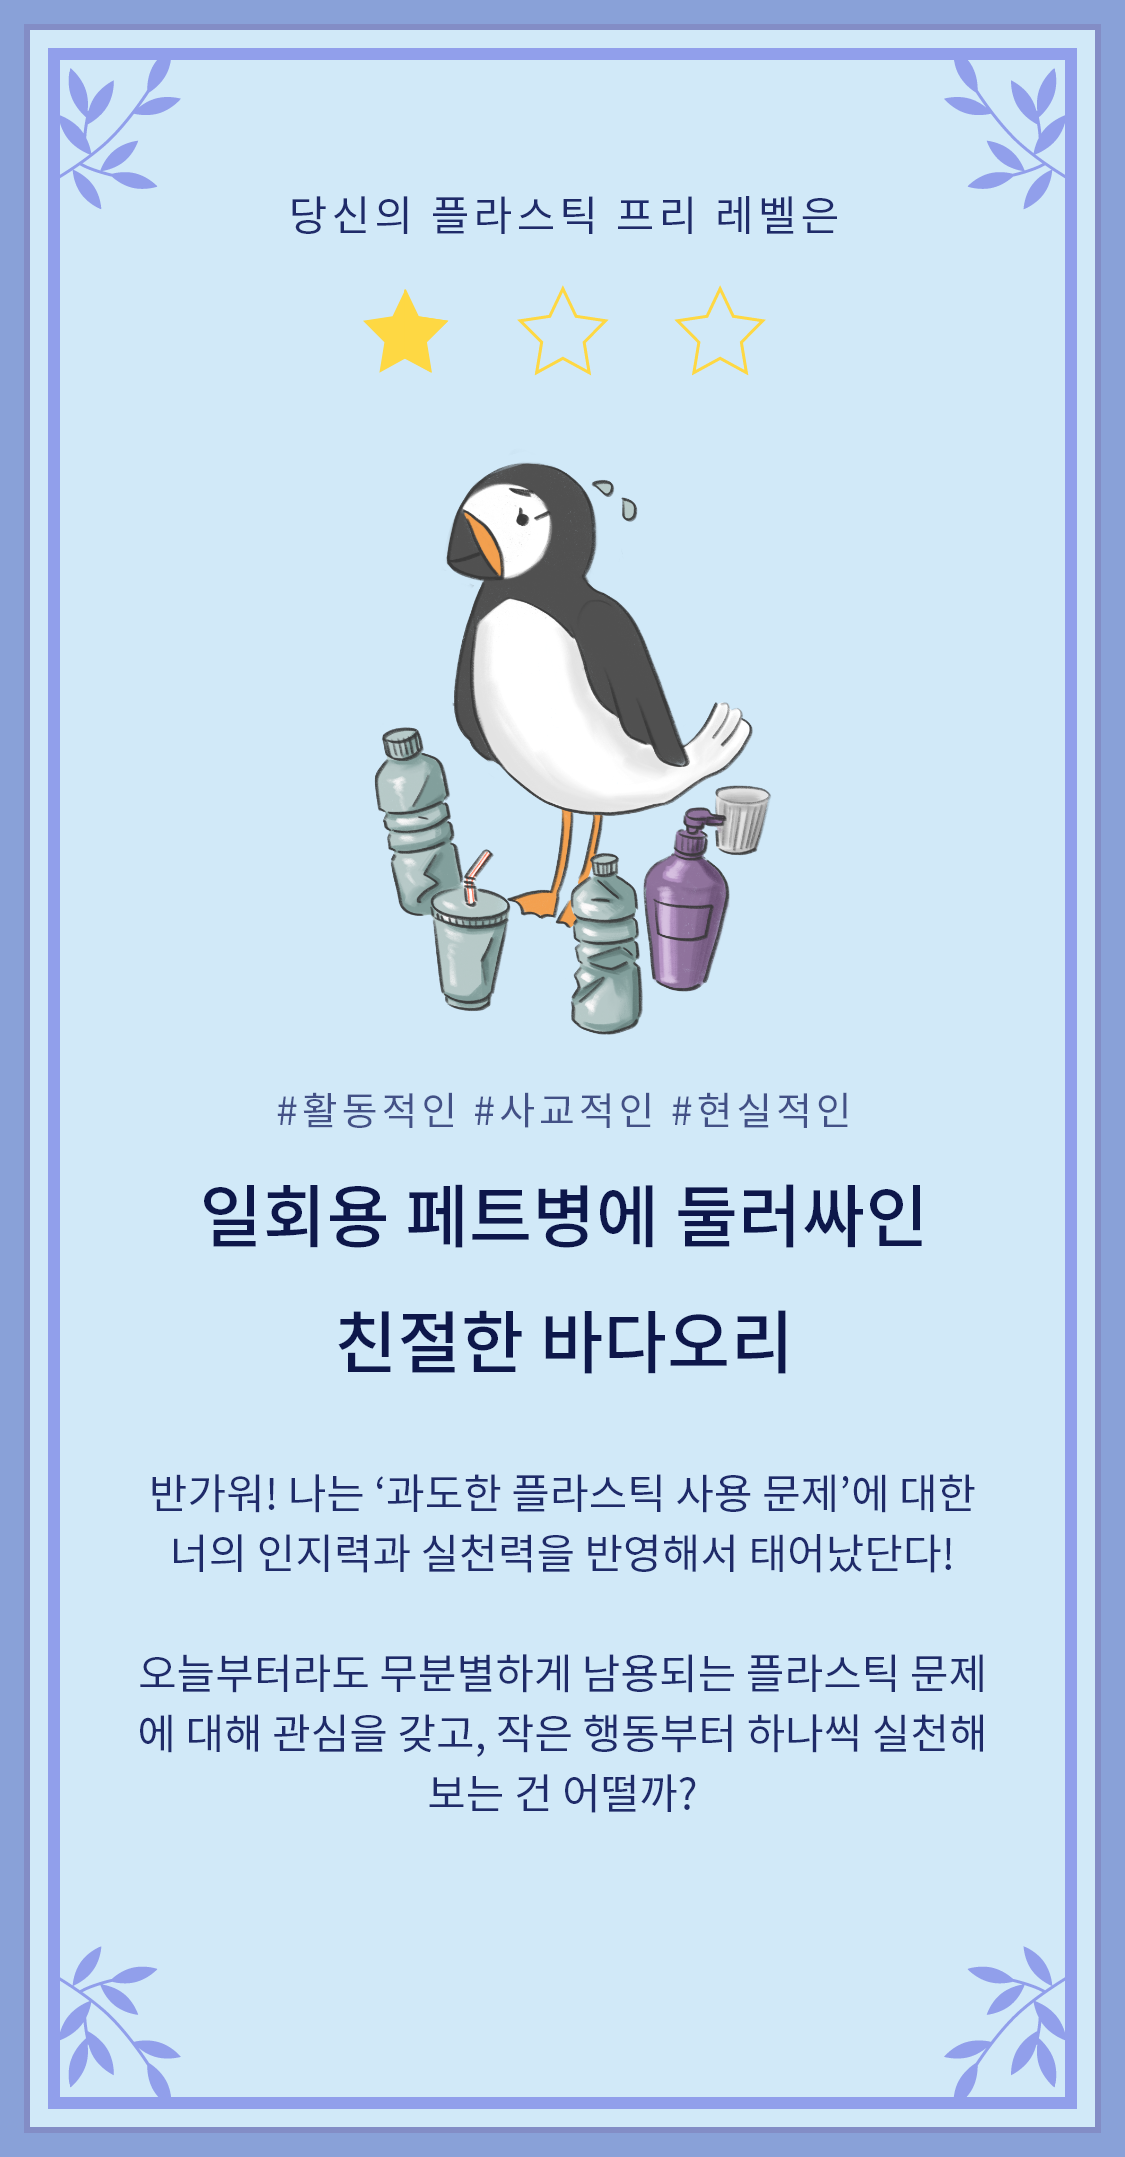 당신의 플라스틱 프리 레벨은
#활동적인 #사교적인 #현실적인
일회용 페트병에 둘러싸인
친절한 바다오리
반가워! 나는 ‘과도한 플라스틱 사용 문제’에 대한
너의 인지력과 실천력을 반영해서 태어났단다!
오늘부터라도 무분별하게 남용되는 플라스틱 문제
에 대해 관심을 갖고, 작은 행동부터 하나씩 실천해
보는 건 어떨까?